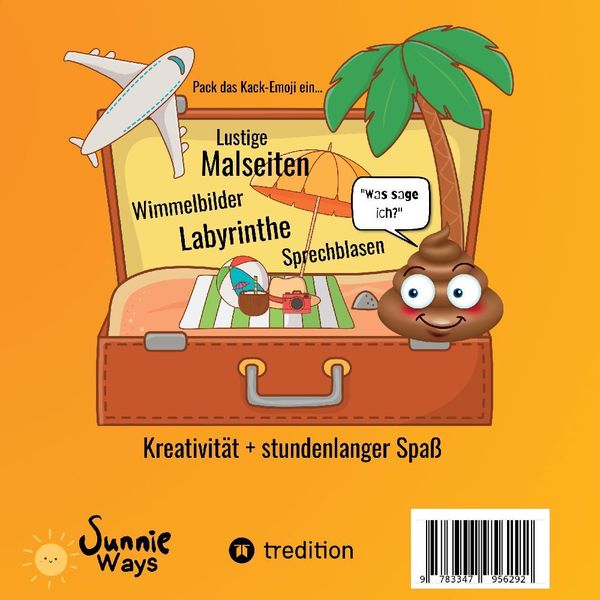 Pack das Kack-Emoji ein...
Lustige
Malseiten
Wimmelbilder
Labyrinthe
Sprechblasen
"Was sage
ich?"
Kreativität + stundenlanger Spaß
Sunnie
Ways
tredition
9 783347 956292